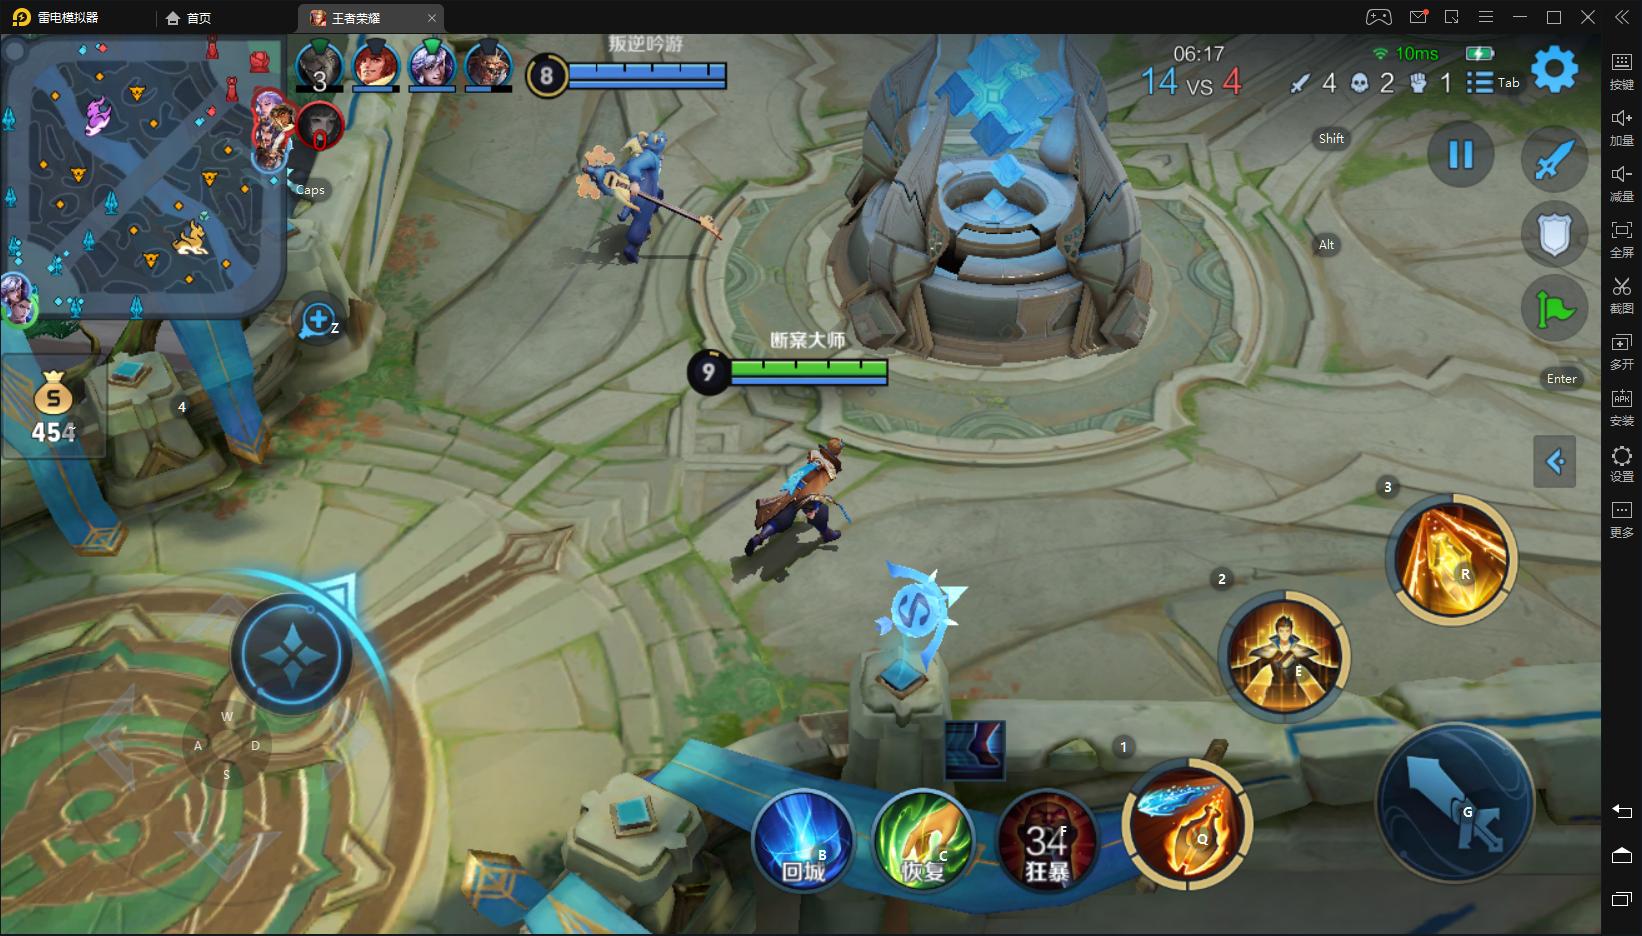 雷电模拟器
首页
王者荣耀
叛逆吟游
8
06:17
14 vs 4
10ms
4
2
1
Tab
3
0
Caps
Shift
Alt
Z
Enter
断案大师
9
454
4
3
R
2
E
W
A
D
S
1
34
F
狂暴
B
回城
C
恢复
Q
G
按键
加量
减量
全屏
截图
多开
APK
安装
设置
更多